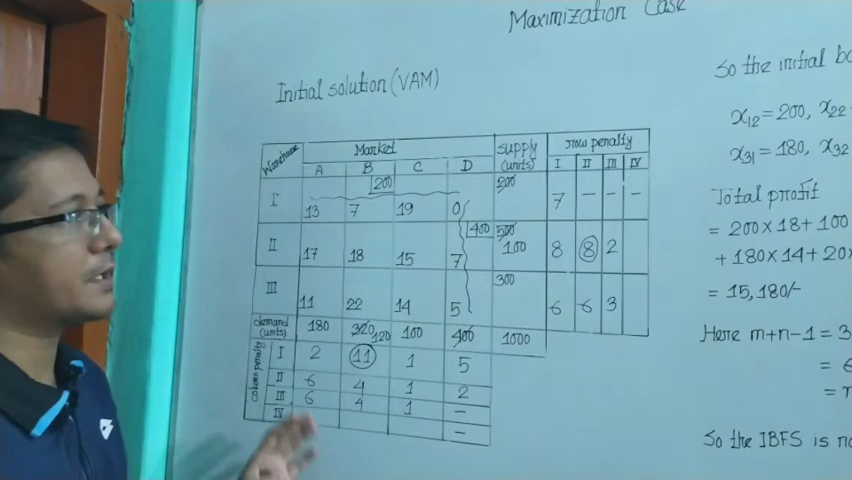 Maximization Case
Initial solution (VAM)
Warehouse Market supply (units) row penalty
A B C D I II III IV
I 200 200
13 7 19 0 7 - - -
II 400 500
17 18 15 7 100 8 8 2
III 300
11 22 14 5 6 6 3
demand (units) 180 320 120 100 400 1000
column penalty I 2 11 1 5
II 6 4 1 2
III 6 4 1 -
IV -
So the initial ba
x12 = 200, x22
x31 = 180, x32
Total profit
= 200 x 18 + 100
+ 180 x 14 + 20x
= 15,180/-
Here m+n-1 = 3
= 6
So the IBFS is no